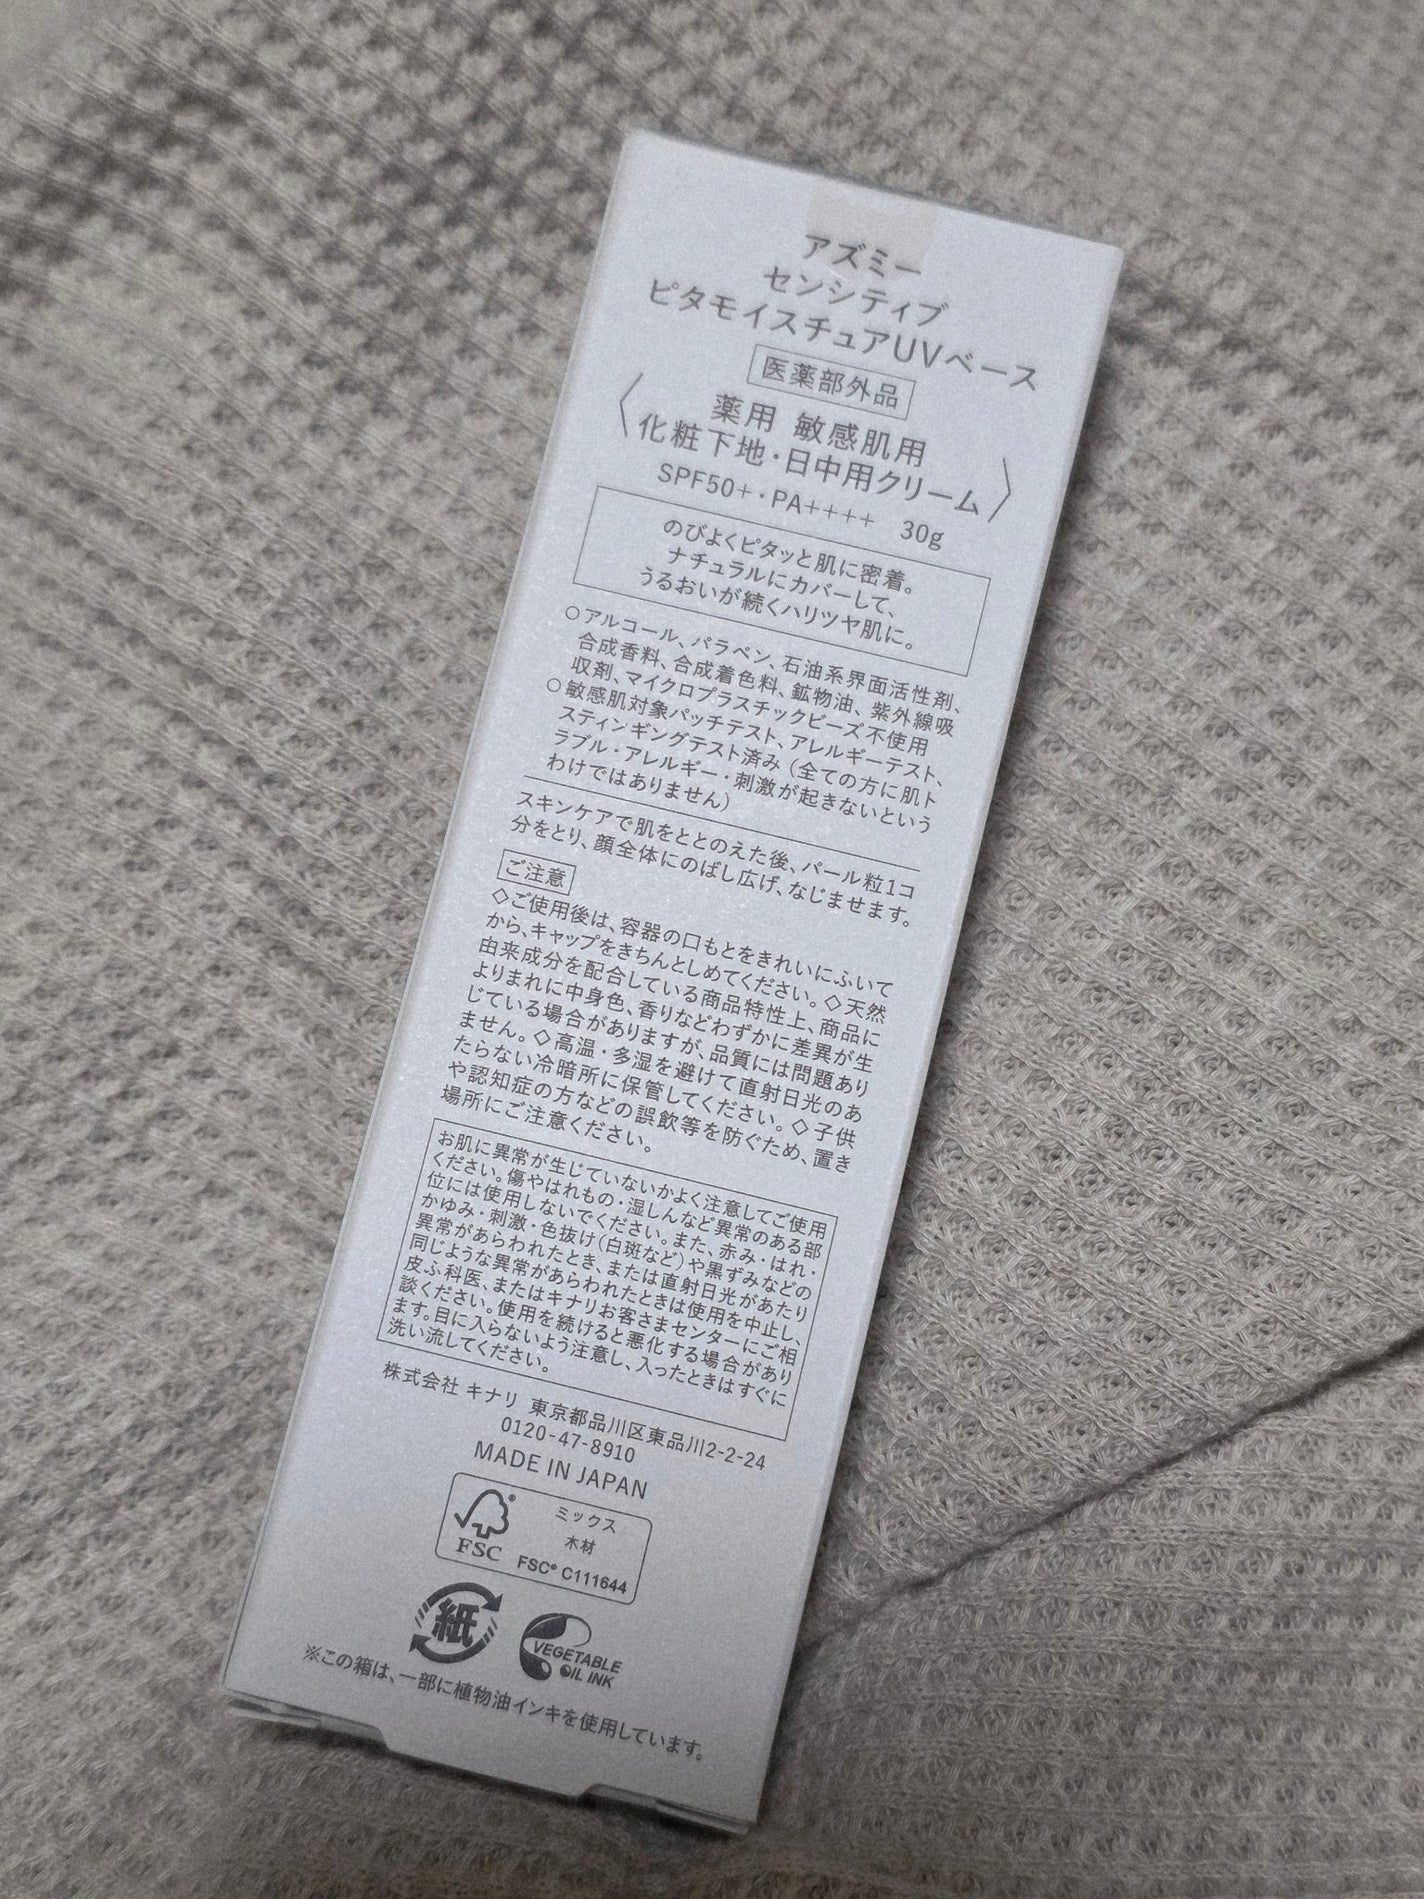 アズミー
センシティブ
ピタモイスチュアUVベース
医薬部外品
〈薬用 敏感肌用
化粧下地・日中用クリーム〉
SPF50+・PA++++ 30g
のびよくピタッと肌に密着。
ナチュラルにカバーして、
うるおいが続くハリツヤ肌に。
○アルコール、パラベン、石油系界面活性剤、
合成香料、合成着色料、鉱物油、紫外線吸
収剤、マイクロプラスチックビーズ不使用
○敏感肌対象パッチテスト、アレルギーテスト、
スティンギングテスト済み（全ての方に肌ト
ラブル・アレルギー・刺激が起きないという
わけではありません）
スキンケアで肌をととのえた後、パール粒1コ
分をとり、顔全体にのばし広げ、なじませます。
ご注意
◇ご使用後は、容器の口もとをきれいにふいて
から、キャップをきちんとしめてください。◇天然
由来成分を配合している商品特性上、商品に
よりまれに中身色、香りなどわずかに差異が生
じている場合がありますが、品質には問題あり
ません。◇高温・多湿を避けて直射日光のあ
たらない冷暗所に保管してください。◇子供
や認知症の方などの誤飲等を防ぐため、置き
場所にご注意ください。
お肌に異常が生じていないかよく注意してご使用
ください。傷やはれもの・湿しんなど異常のある部
位には使用しないでください。また、赤み・はれ・
かゆみ・刺激・色抜け（白斑など）や黒ずみなどの
異常があらわれたとき、または直射日光があたり
同じような異常があらわれたときは使用を中止し、
皮ふ科医、またはキナリお客さまセンターにご相
談ください。使用を続けると悪化する場合があり
ます。目に入らないよう注意し、入ったときはすぐに
洗い流してください。
株式会社 キナリ 東京都品川区東品川2-2-24
0120-47-8910
MADE IN JAPAN
ミックス
木材
FSC
FSC® C111644
紙
VEGETABLE
OIL INK
※この箱は、一部に植物油インキを使用しています。